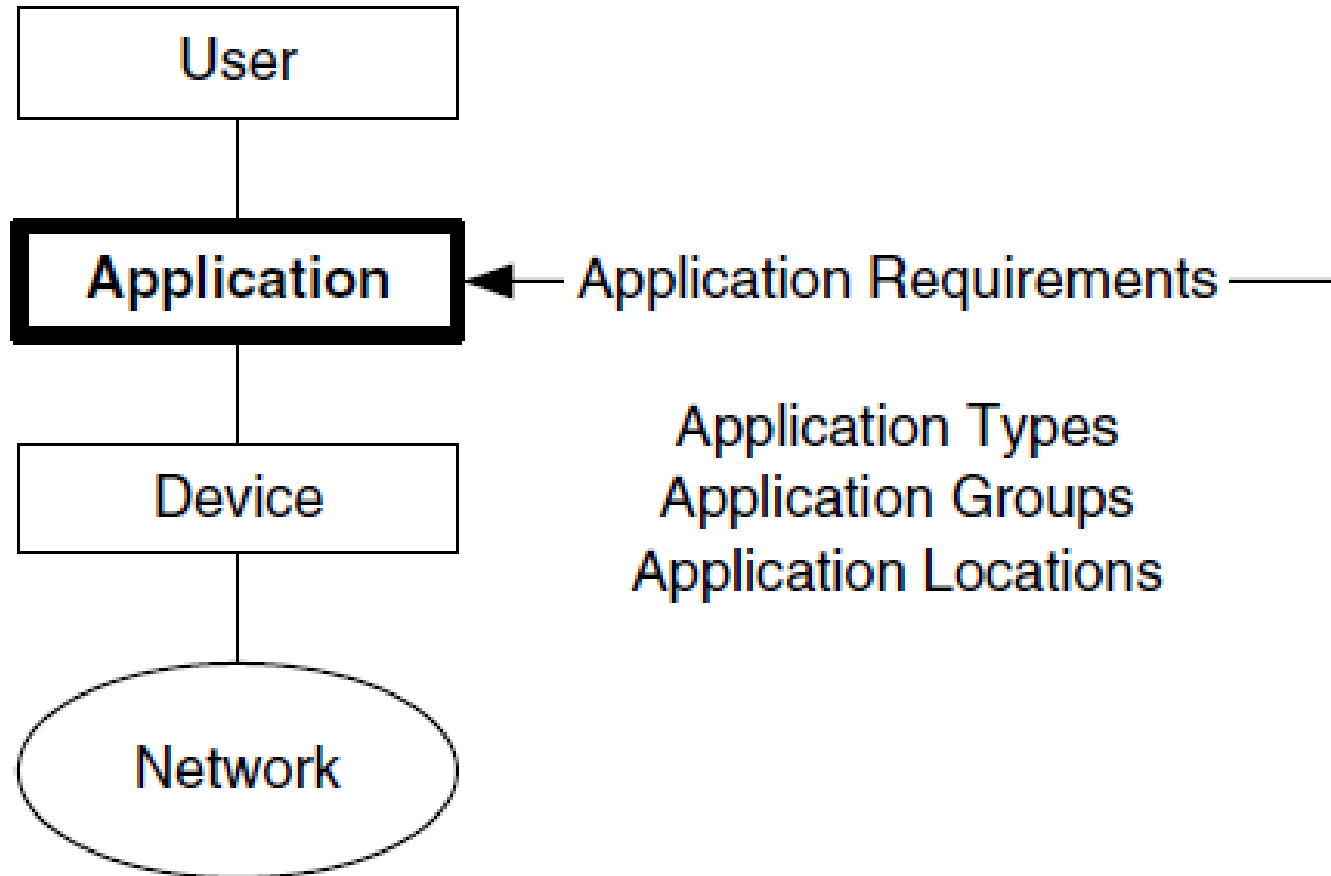 User
Application
Application Requirements
Device
Application Types
Application Groups
Application Locations
Network